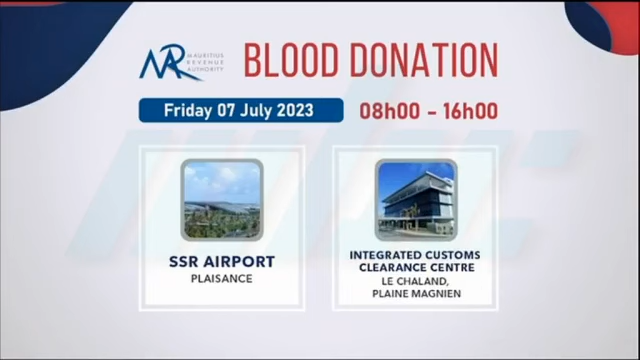 MRA MAURITIUS
REVENUE
AUTHORITY
BLOOD DONATION
Friday 07 July 2023
08h00 - 16h00
SSR AIRPORT
PLAISANCE
INTEGRATED CUSTOMS
CLEARANCE CENTRE
LE CHALAND,
PLAINE MAGNIEN